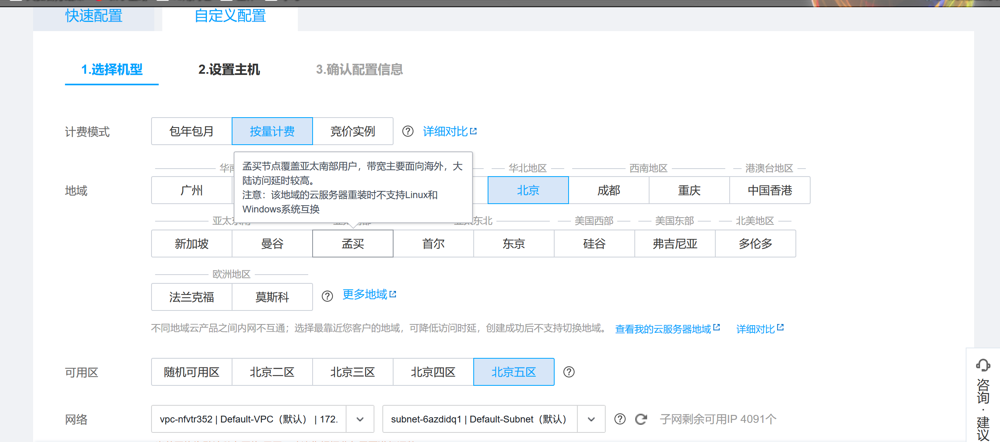 快速配置 自定义配置
1.选择机型 2.设置主机 3.确认配置信息
计费模式 包年包月 按量计费 竞价实例 详细对比
孟买节点覆盖亚太南部用户，带宽主要面向海外，大
陆访问延时较高。
注意：该地域的云服务器重装时不支持Linux和
Windows系统互换
华北地区 西南地区 港澳台地区
地域 广州 北京 成都 重庆 中国香港
美国西部 美国东部 北美地区
新加坡 曼谷 孟买 首尔 东京 硅谷 弗吉尼亚 多伦多
欧洲地区
法兰克福 莫斯科 更多地域
不同地域云产品之间内网不互通；选择最靠近您客户的地域，可降低访问时延，创建成功后不支持切换地域。 查看我的云服务器地域 详细对比
可用区 随机可用区 北京二区 北京三区 北京四区 北京五区
网络 vpc-nfvtr352 | Default-VPC（默认） | 172. subnet-6azdidq1 | Default-Subnet（默认） 子网剩余可用IP 4091个
咨询·建议